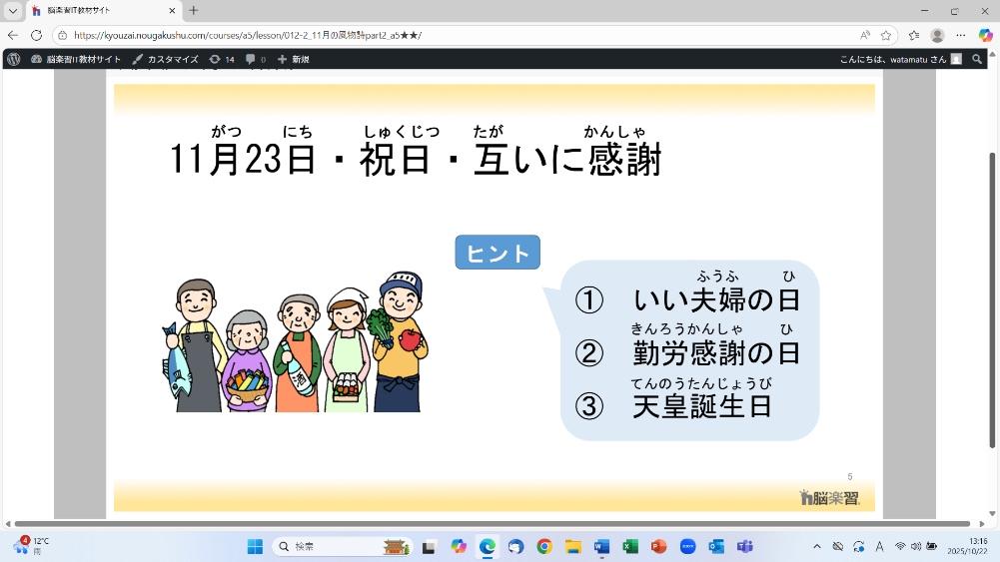 脳楽習IT教材サイト
https://kyouzai.nougakushu.com/courses/a5/lesson/012-2_11月の風物詩part2_a5★★/
脳楽習IT教材サイト カスタマイズ 14 0 新規 こんにちは、watamatu さん
がつ にち しゅくじつ たが かんしゃ
11月23日・祝日・互いに感謝
ヒント
ふうふ ひ
① いい夫婦の日
きんろうかんしゃ ひ
② 勤労感謝の日
てんのうたんじょうび
③ 天皇誕生日
酒
5
脳楽習
4 12°C
雨
検索
A
13:16
2025/10/22